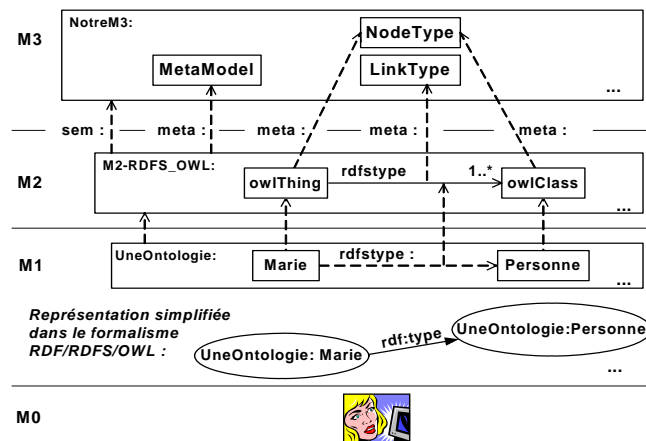 M3
NotreM3:
NodeType
MetaModel
LinkType
...
sem : meta : meta : meta : meta :
M2
M2-RDFS_OWL:
owlThing
rdfstype
1..*
owlClass
...
M1
UneOntologie:
Marie
rdfstype :
Personne
...
Représentation simplifiée
dans le formalisme
RDF/RDFS/OWL :
UneOntologie: Marie
rdf:type
UneOntologie:Personne
...
M0